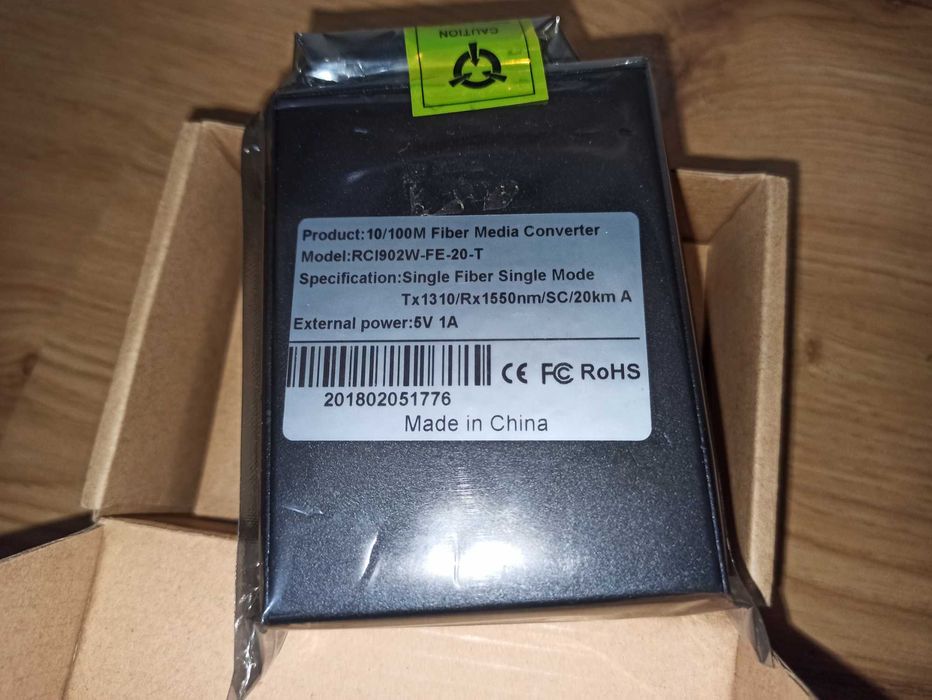 CAUTION
Product:10/100M Fiber Media Converter
Model:RCI902W-FE-20-T
Specification:Single Fiber Single Mode
Tx1310/Rx1550nm/SC/20km A
External power:5V 1A
CE FC RoHS
201802051776
Made in China